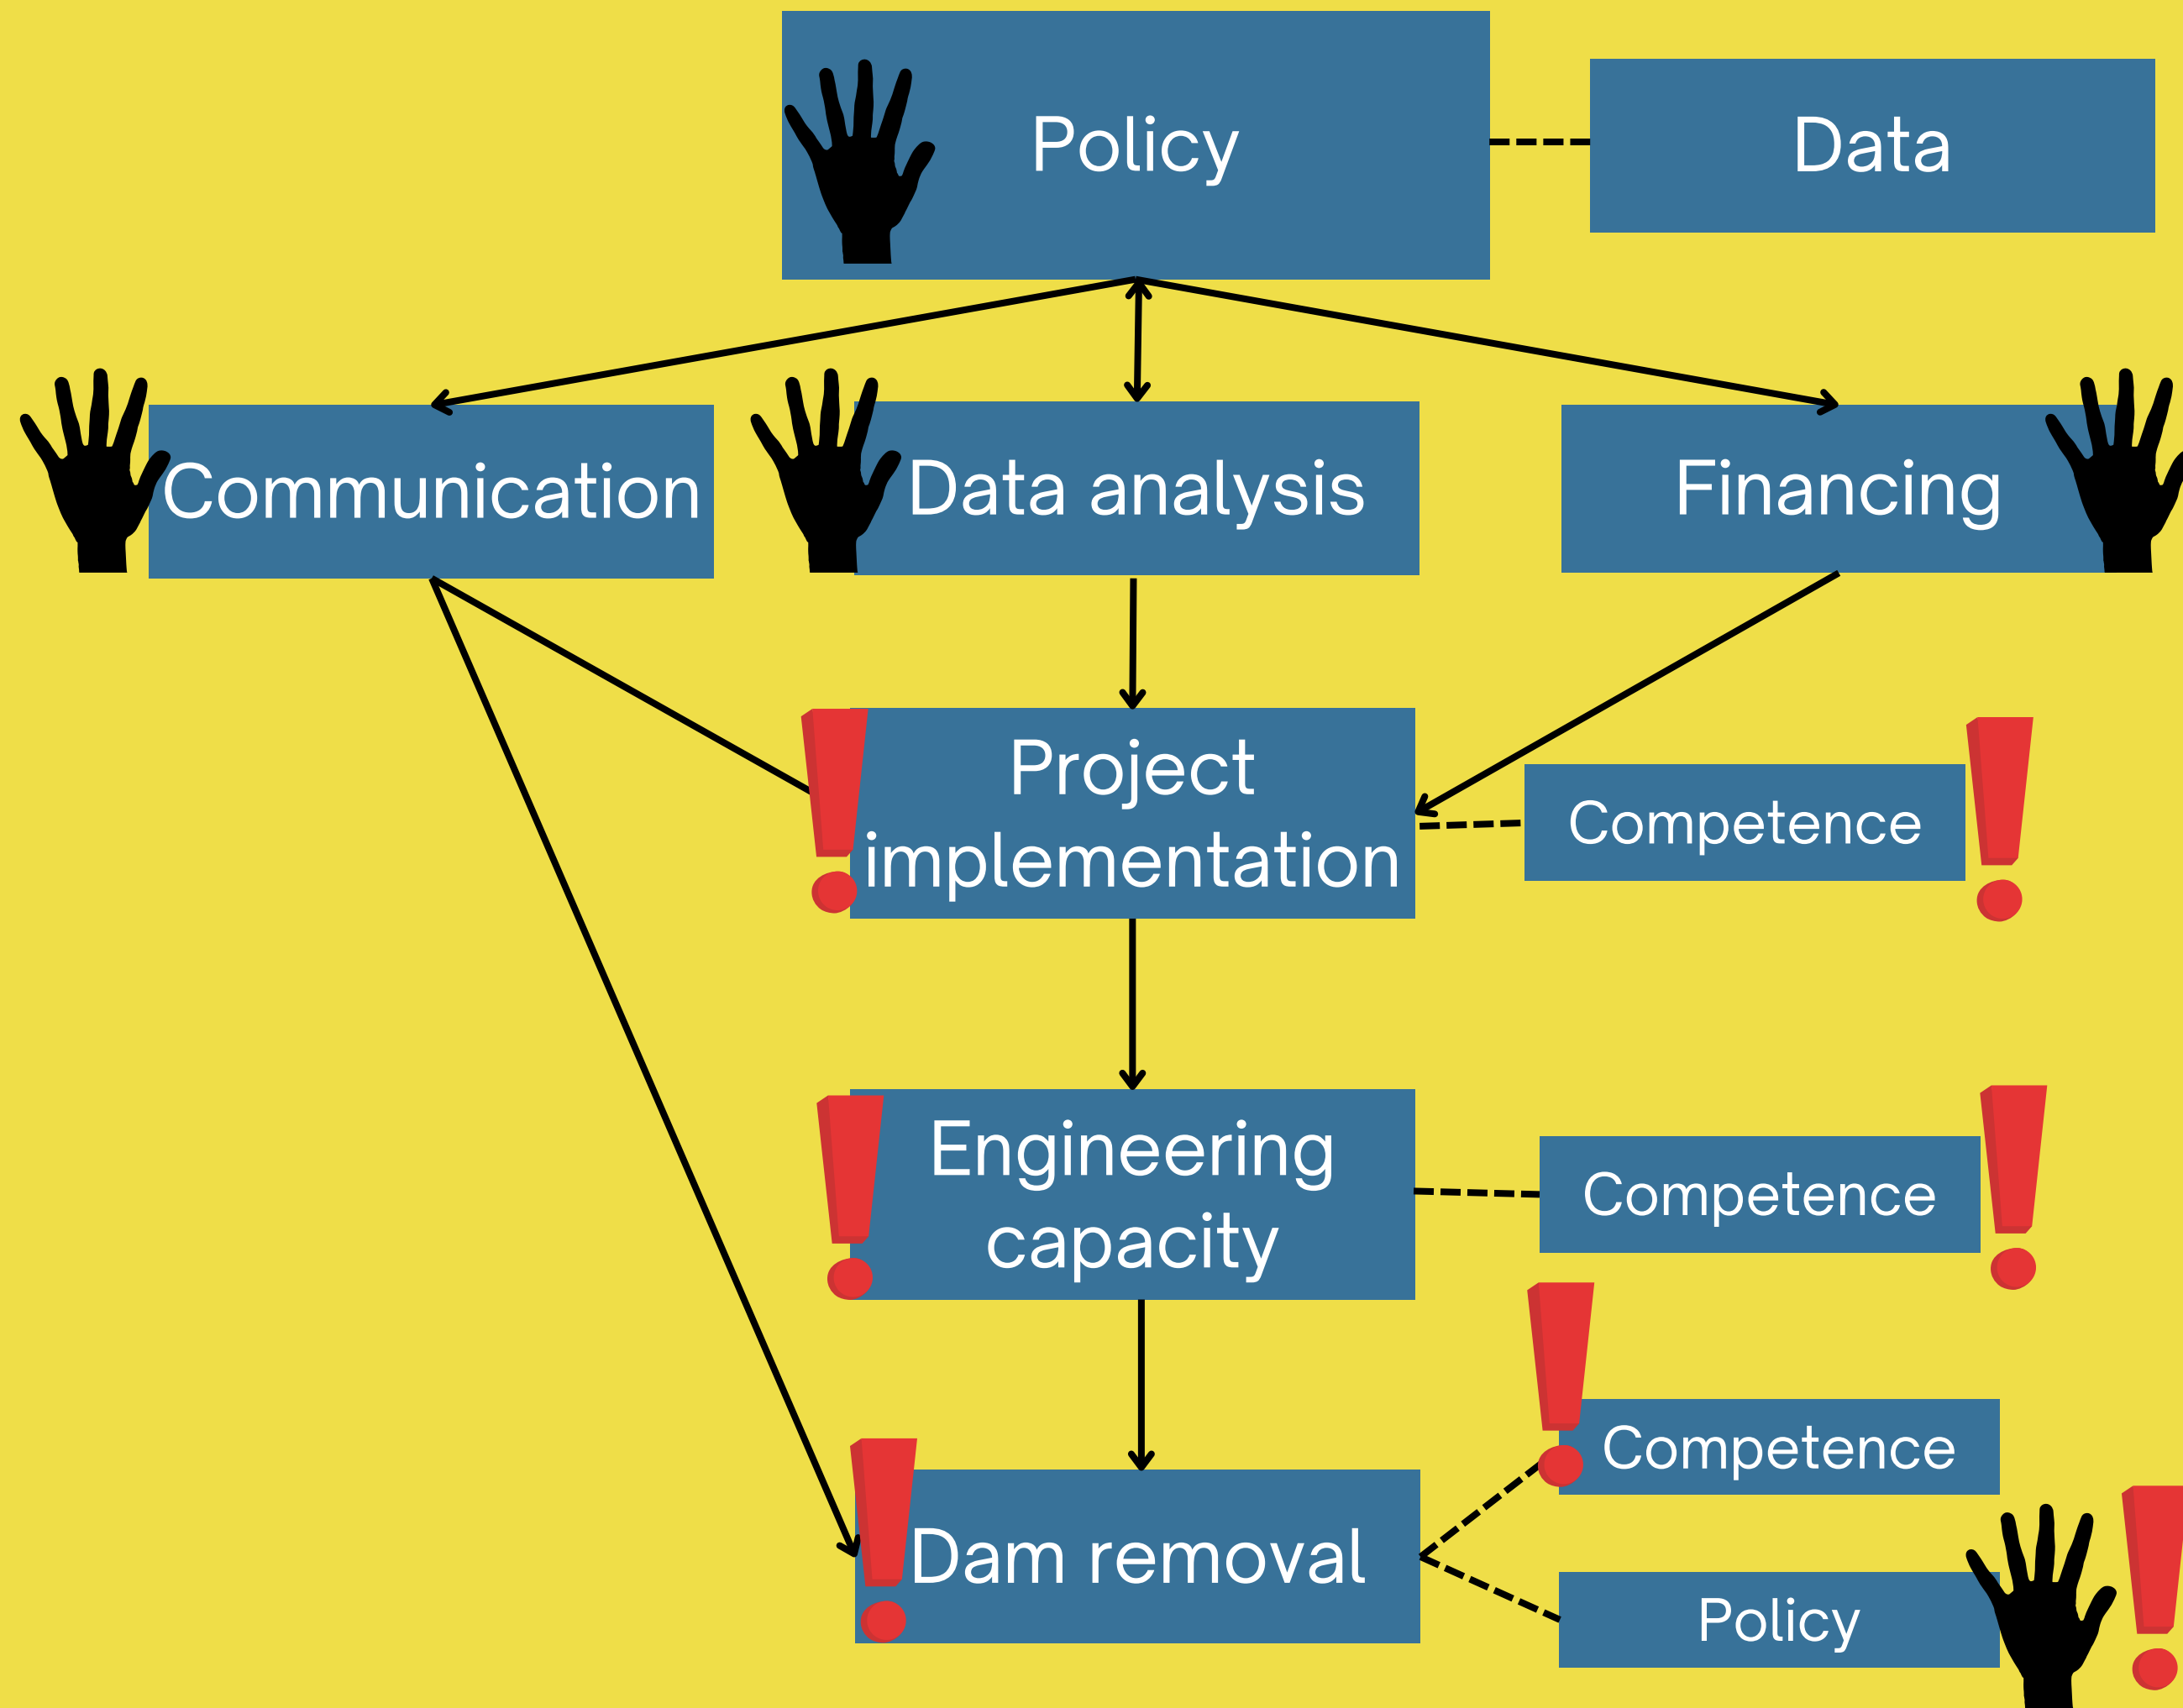 Policy
Data
Communication
Data analysis
Financing
Project
implementation
Competence
Engineering
capacity
Competence
Competence
Dam removal
Policy